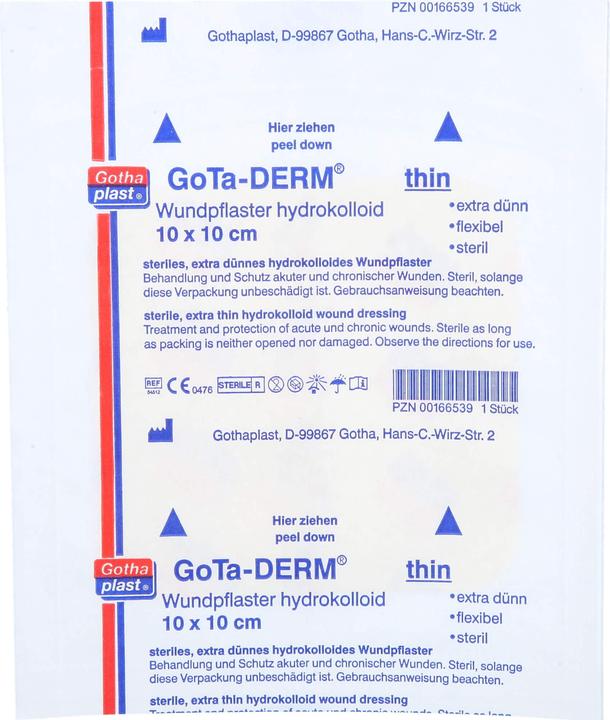 PZN 00166539 1 Stück
Gothaplast, D-99867 Gotha, Hans-C.-Wirz-Str. 2
Hier ziehen
peel down
Gotha
plast®
GoTa-DERM® thin
Wundpflaster hydrokolloid
10 x 10 cm
•extra dünn
•flexibel
•steril
steriles, extra dünnes hydrokolloides Wundpflaster
Behandlung und Schutz akuter und chronischer Wunden. Steril, solange
diese Verpackung unbeschädigt ist. Gebrauchsanweisung beachten.
sterile, extra thin hydrokolloid wound dressing
Treatment and protection of acute and chronic wounds. Sterile as long
as packing is neither opened nor damaged. Observe the directions for use.
REF
54512
CE 0476 STERILE R
PZN 00166539 1 Stück
Gothaplast, D-99867 Gotha, Hans-C.-Wirz-Str. 2
Hier ziehen
peel down
Gotha
plast®
GoTa-DERM® thin
Wundpflaster hydrokolloid
10 x 10 cm
•extra dünn
•flexibel
•steril
steriles, extra dünnes hydrokolloides Wundpflaster
Behandlung und Schutz akuter und chronischer Wunden. Steril, solange
diese Verpackung unbeschädigt ist. Gebrauchsanweisung beachten.
sterile, extra thin hydrokolloid wound dressing